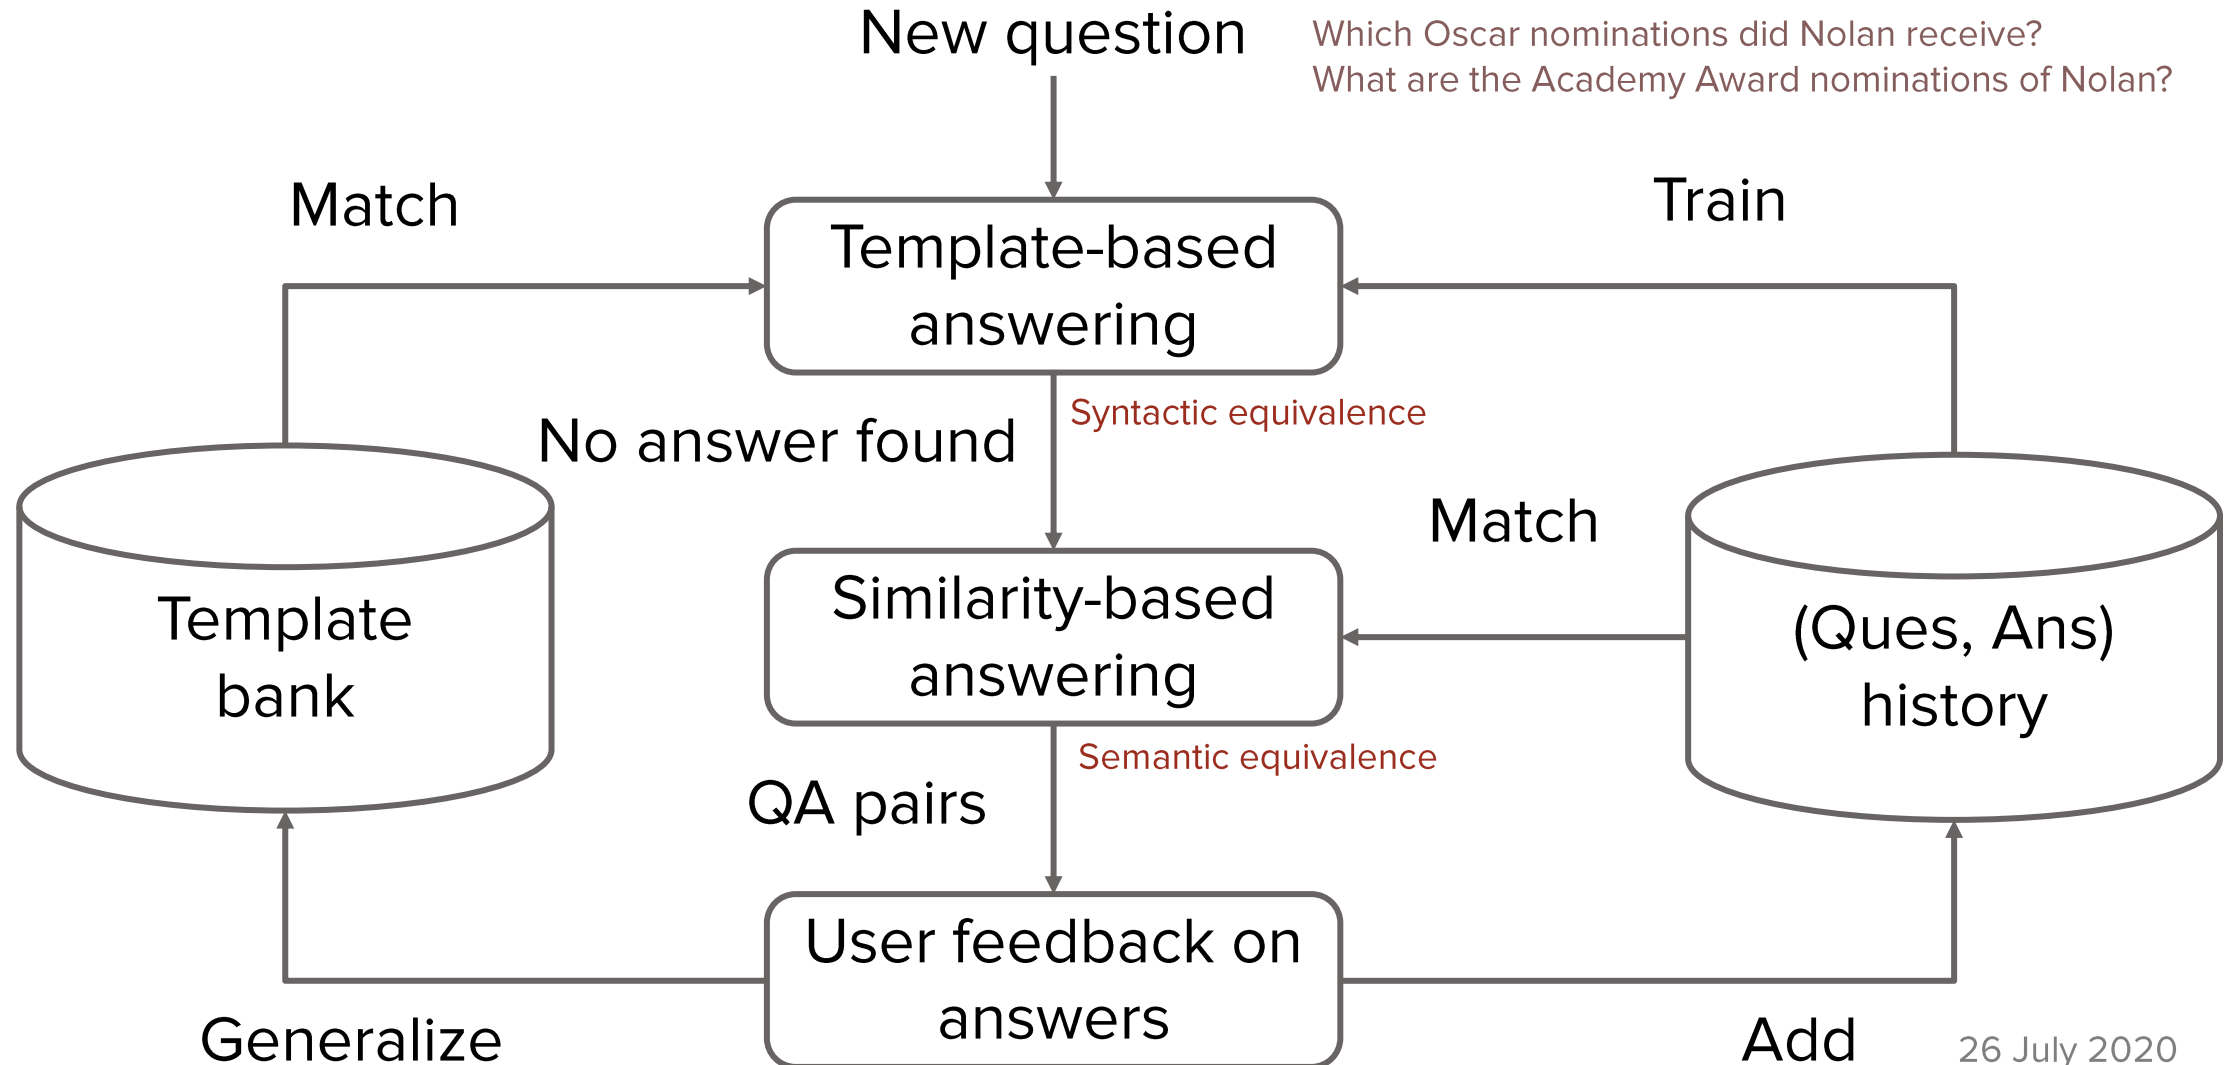 New question
Which Oscar nominations did Nolan receive?
What are the Academy Award nominations of Nolan?
Match
Train
Template-based
answering
No answer found
Syntactic equivalence
Match
Template
bank
Similarity-based
answering
(Ques, Ans)
history
QA pairs
Semantic equivalence
User feedback on
answers
Generalize
Add
26 July 2020